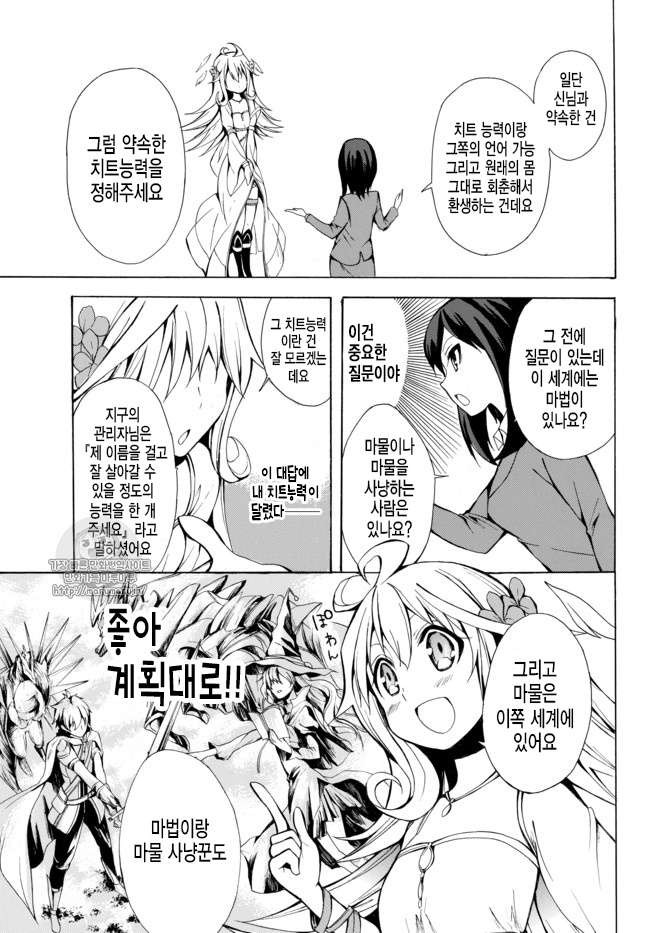 일단
신님과
약속한 건
치트 능력이랑
그쪽의 언어 가능
그리고 원래의 몸
그대로 회춘해서
환생하는 건데요
그럼 약속한
치트능력을
정해주세요
그 전에
질문이 있는데
이 세계에는
마법이
있나요?
이건
중요한
질문이야
마물이나
마물을
사냥하는
사람은
있나요?
그 치트능력
이란 건
잘 모르겠는
데요
지구의
관리자님은
『제 이름을 걸고
잘 살아갈 수
있을 정도의
능력을 한 개
주세요』라고
말하셨어요
이 대답에
내 치트능력이
달렸다───
그리고
마물은
이쪽 세계에
있어요
ぽわん
좋아
계획대로!!
마법이랑
마물 사냥꾼도